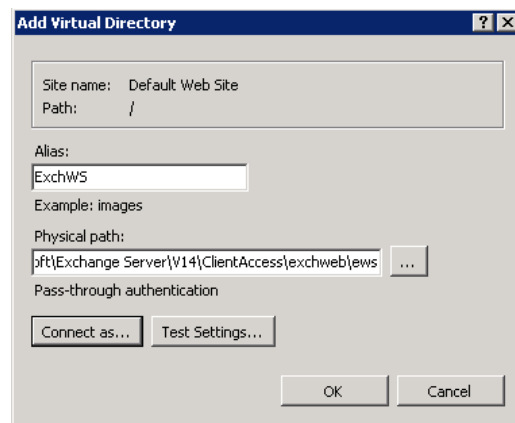 Add Virtual Directory
Site name: Default Web Site
Path: /
Alias:
ExchWS
Example: images
Physical path:
oft\Exchange Server\V14\ClientAccess\exchweb\ews ...
Pass-through authentication
Connect as... Test Settings...
OK Cancel